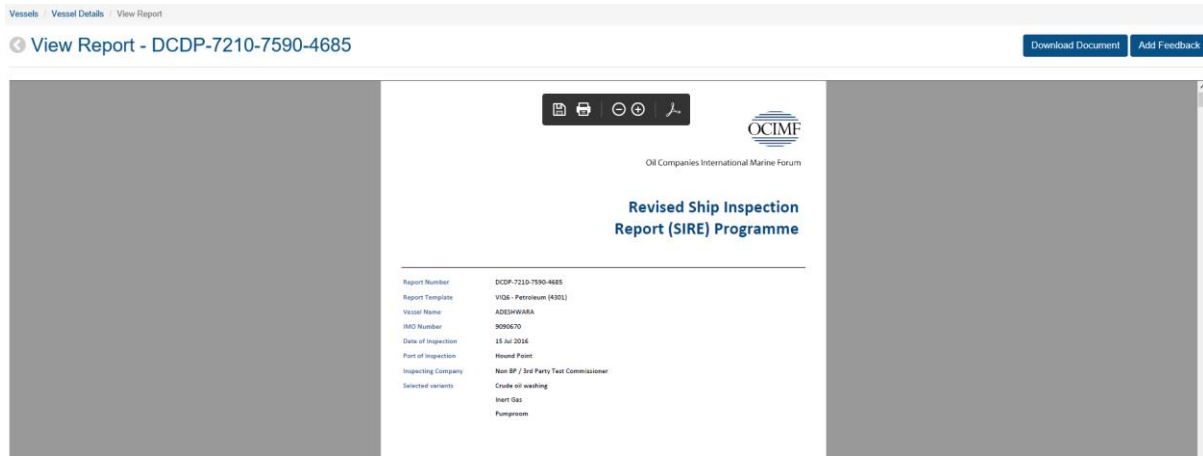 Vessels / Vessel Details / View Report
View Report - DCDP-7210-7590-4685
Download Document
Add Feedback
OCIMF
Oil Companies International Marine Forum
Revised Ship Inspection
Report (SIRE) Programme
Report Number DCDP-7210-7590-4685
Report Template VIQ6 - Petroleum (4301)
Vessel Name ADESHWARA
IMO Number 9090670
Date of Inspection 15 Jul 2016
Port of Inspection Hound Point
Inspecting Company Non BP / 3rd Party Test Commissioner
Selected variants Crude oil washing
Inert Gas
Pumproom